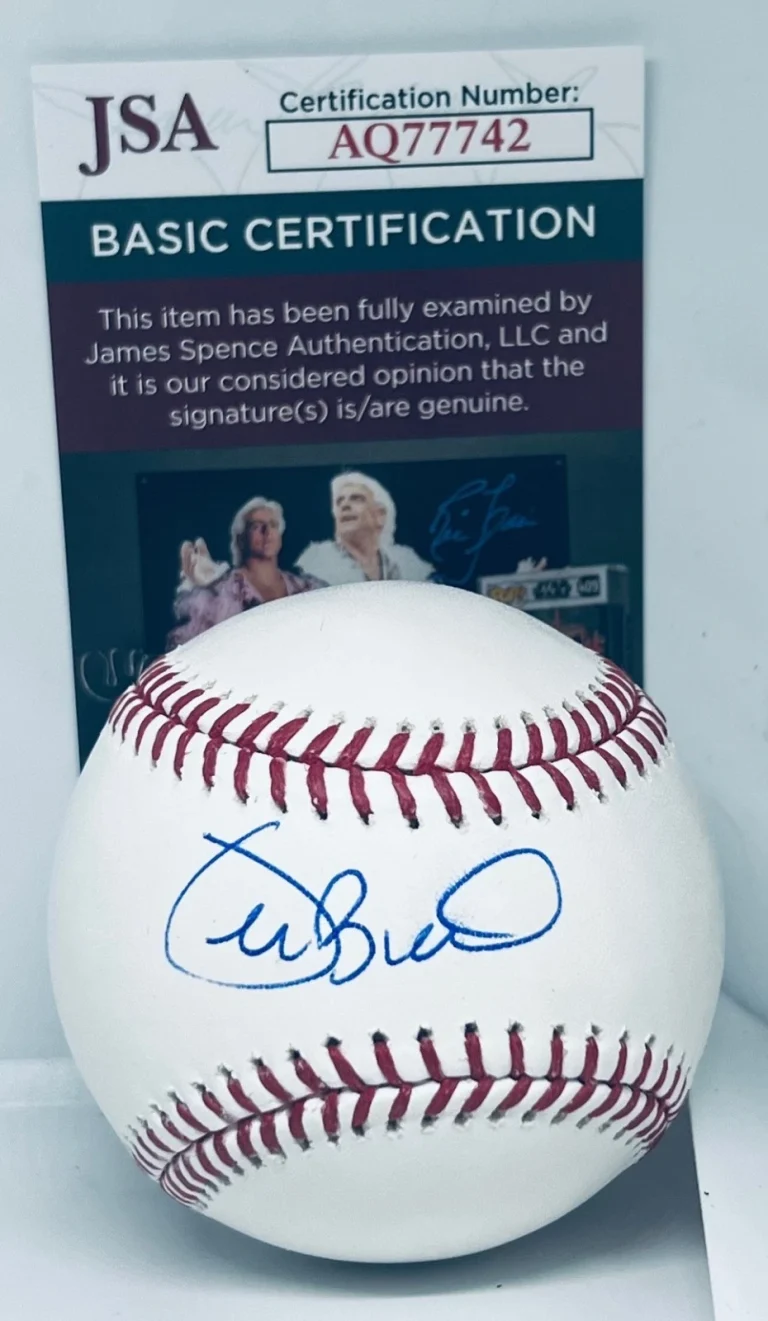 JSA
Certification Number:
AQ77742
BASIC CERTIFICATION
This item has been fully examined by
James Spence Authentication, LLC and
it is our considered opinion that the
signature(s) is/are genuine.